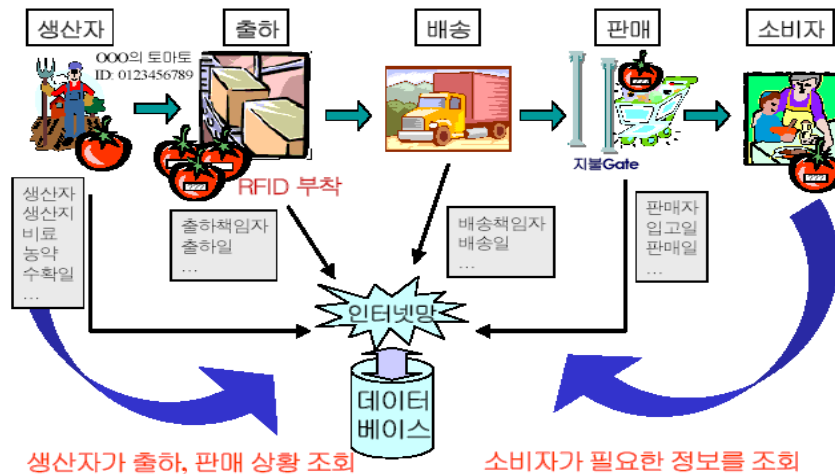 생산자
출하
배송
판매
소비자
OOO의 토마토
ID: 0123456789
지불Gate
RFID 부착
생산자
생산지
비료
농약
수확일
...
출하책임자
출하일
...
배송책임자
배송일
...
판매자
입고일
판매일
...
인터넷망
데이터
베이스
생산자가 출하, 판매 상황 조회
소비자가 필요한 정보를 조회